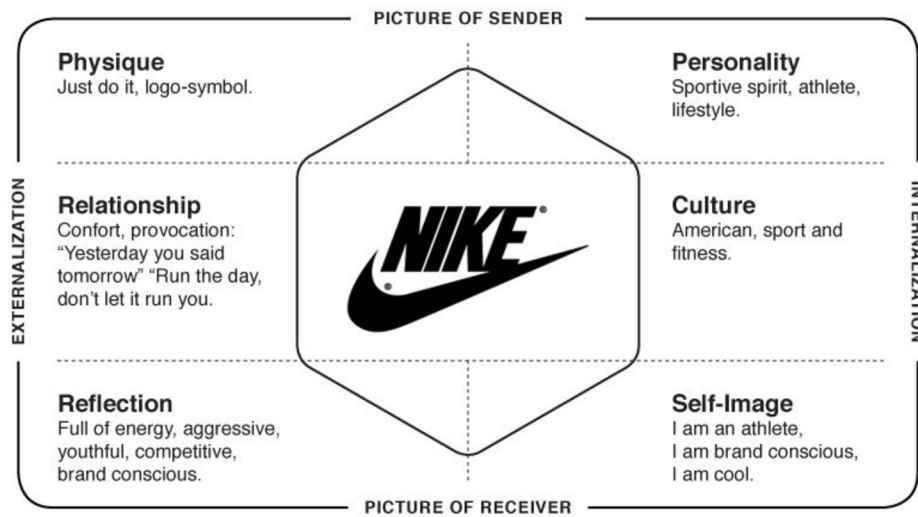 PICTURE OF SENDER
Physique
Just do it, logo-symbol.
Personality
Sportive spirit, athlete,
lifestyle.
EXTERNALIZATION
Relationship
Confort, provocation:
“Yesterday you said
tomorrow” “Run the day,
don’t let it run you.
NIKE®
®
Culture
American, sport and
fitness.
INTERNALIZATION
Reflection
Full of energy, aggressive,
youthful, competitive,
brand conscious.
Self-Image
I am an athlete,
I am brand conscious,
I am cool.
PICTURE OF RECEIVER